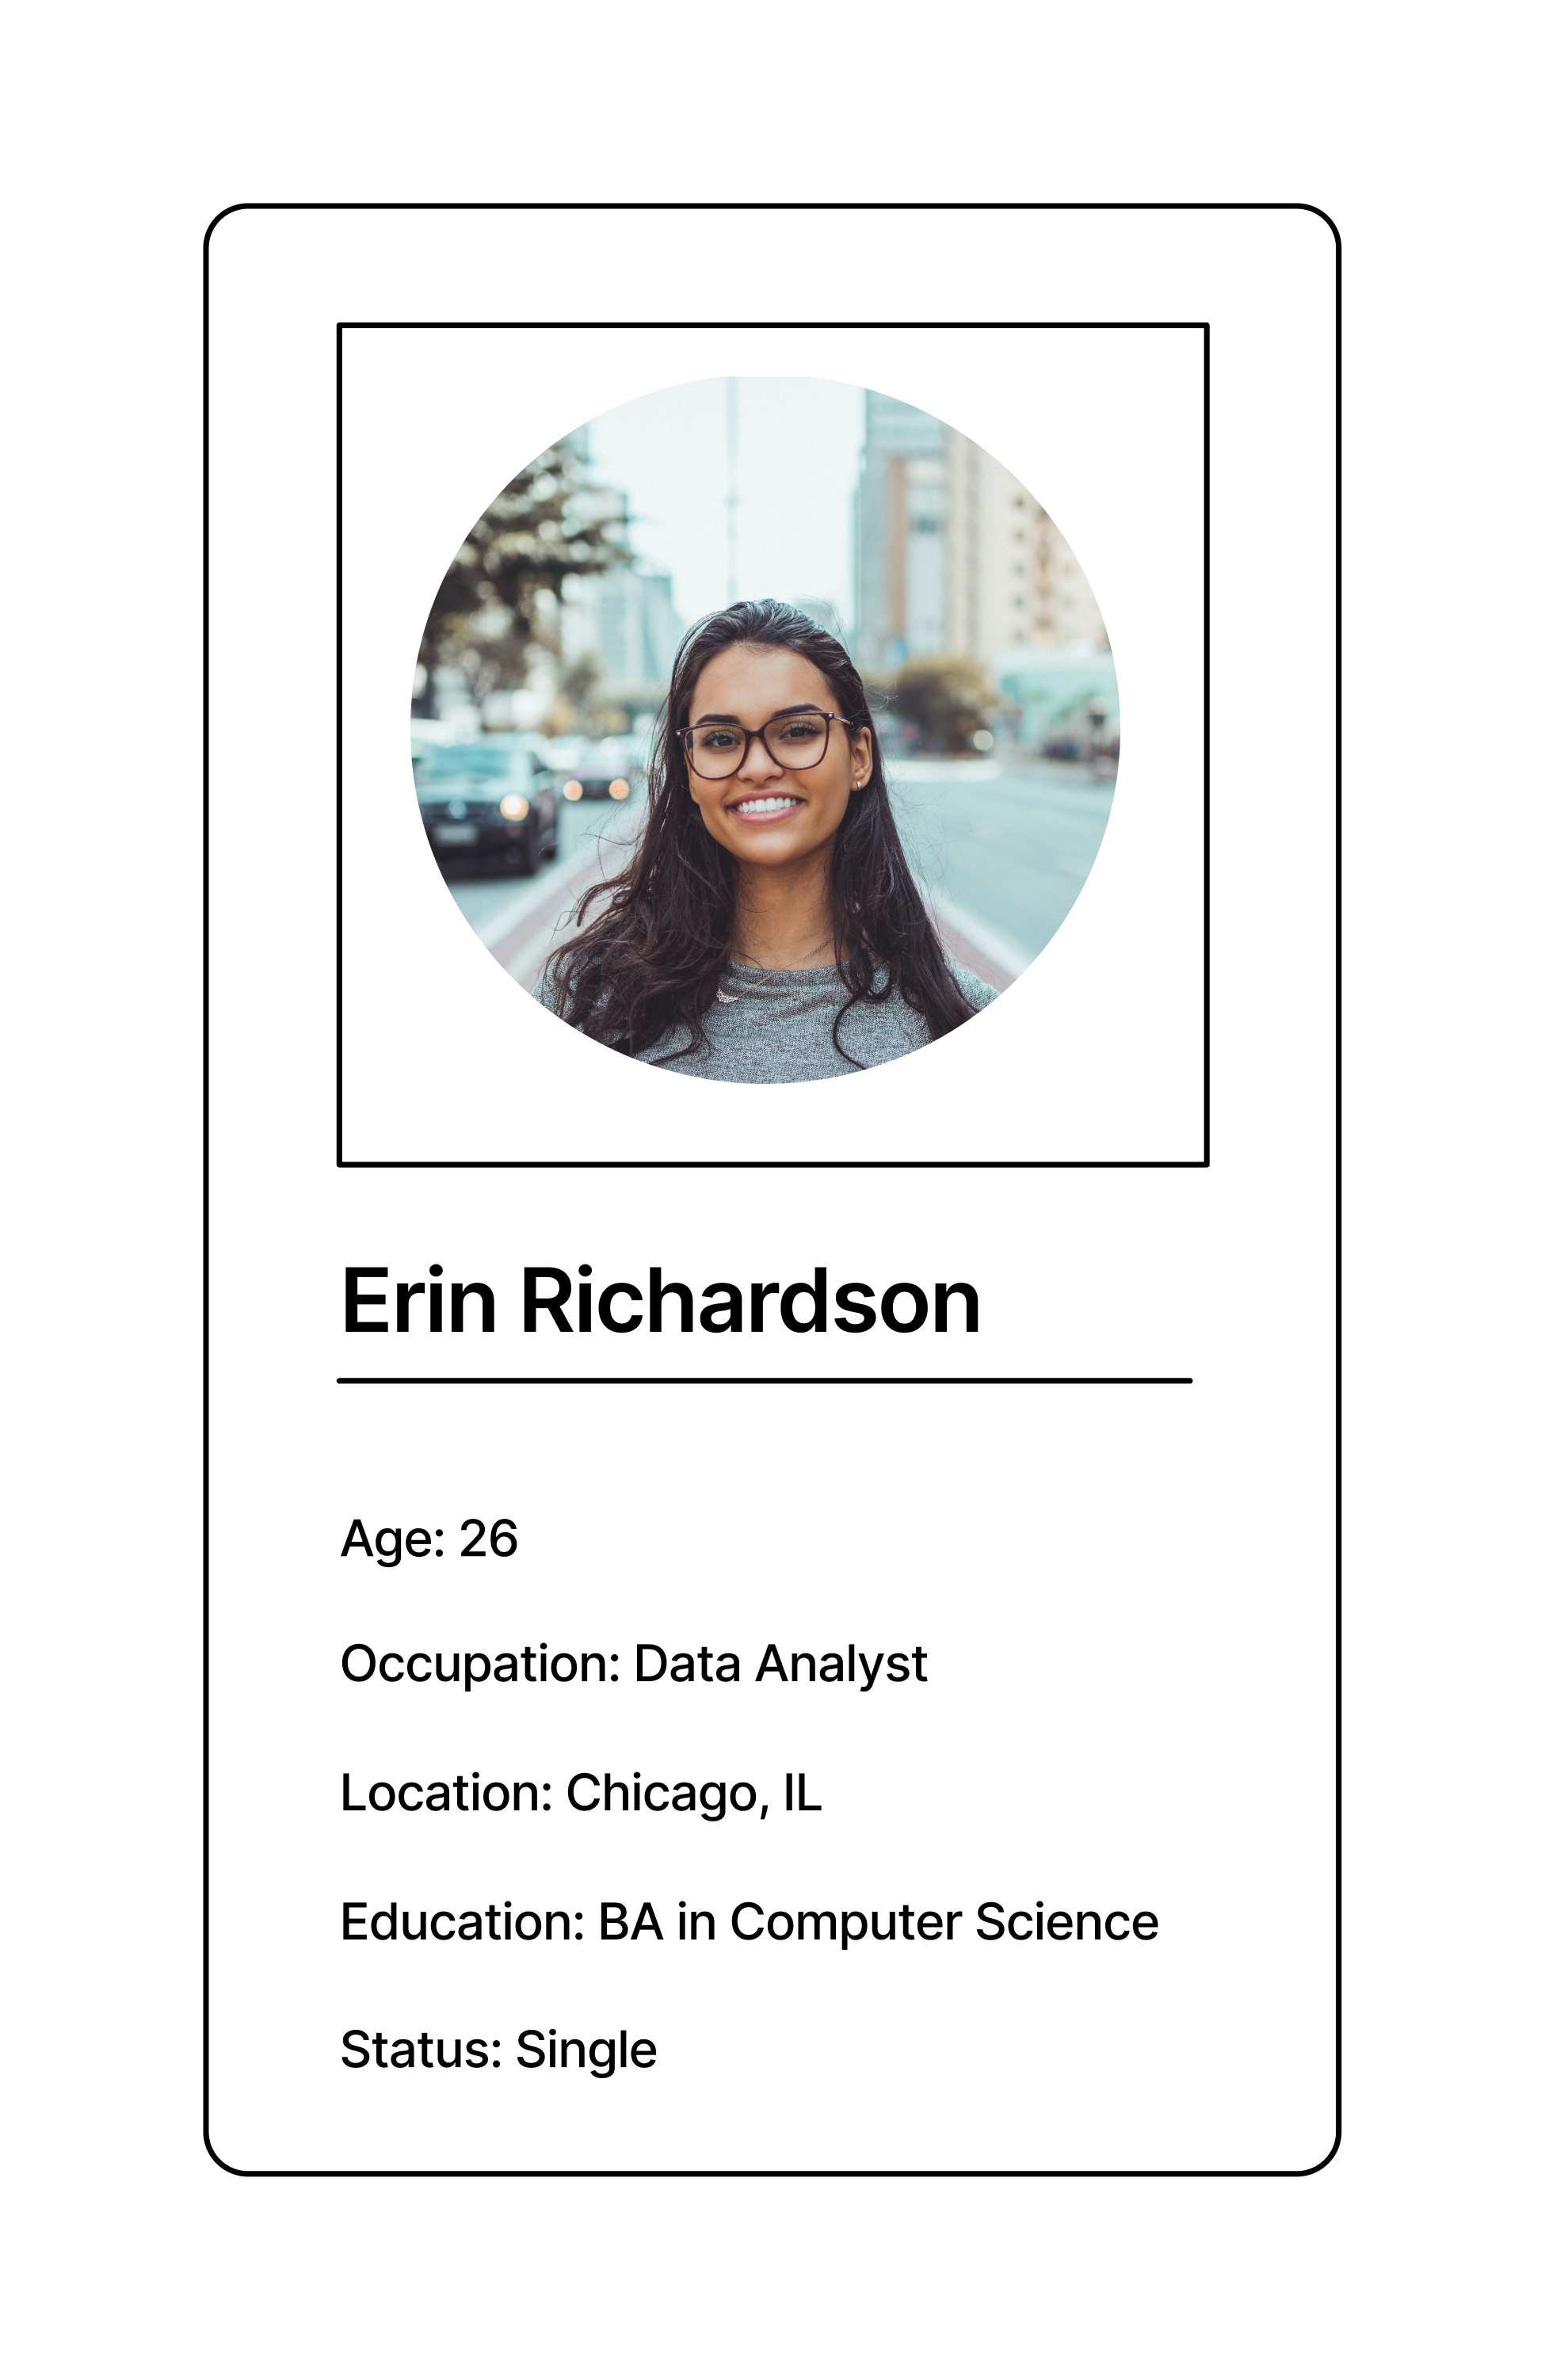 Erin Richardson
Age: 26
Occupation: Data Analyst
Location: Chicago, IL
Education: BA in Computer Science
Status: Single